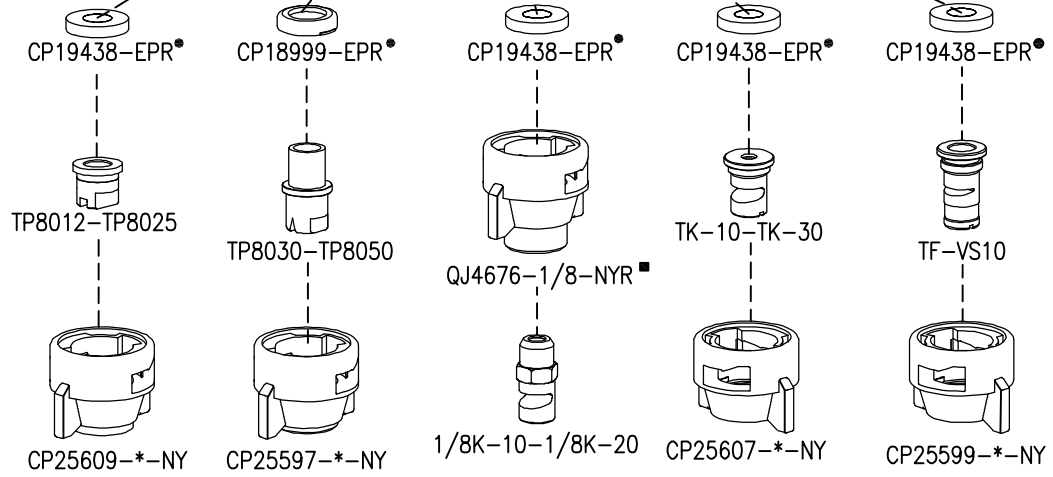 CP19438-EPR●
CP18999-EPR●
CP19438-EPR●
CP19438-EPR●
CP19438-EPR●
TP8012-TP8025
TP8030-TP8050
QJ4676-1/8-NYR■
TK-10-TK-30
TF-VS10
CP25609-*-NY
CP25597-*-NY
1/8K-10-1/8K-20
CP25607-*-NY
CP25599-*-NY